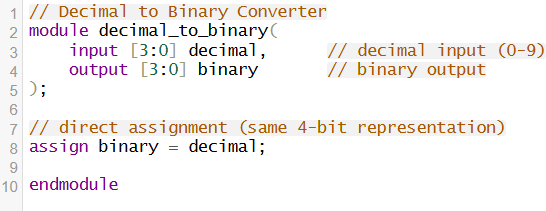 1 // Decimal to Binary Converter
2 module decimal_to_binary(
3     input [3:0] decimal,      // decimal input (0-9)
4     output [3:0] binary       // binary output
5 );
6
7 // direct assignment (same 4-bit representation)
8 assign binary = decimal;
9
10 endmodule